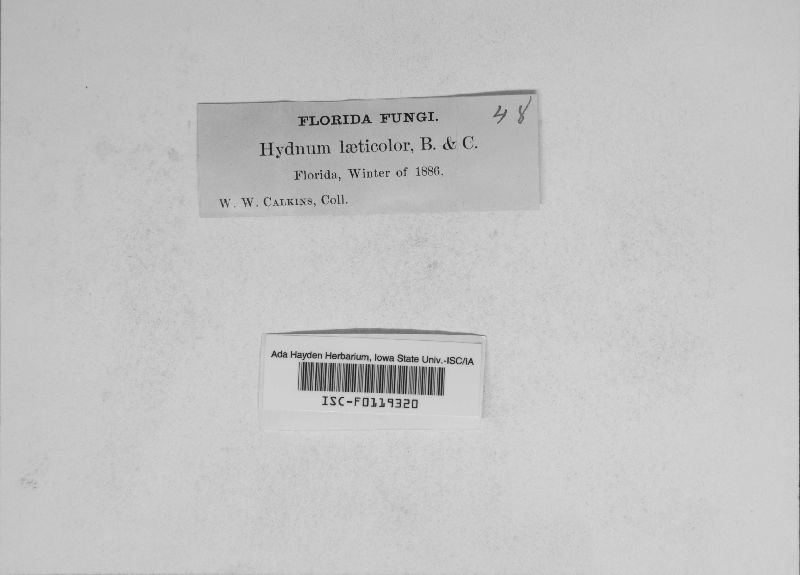 FLORIDA FUNGI. 48
Hydnum læticolor, B. & C.
Florida, Winter of 1886.
W. W. CALKINS, Coll.
Ada Hayden Herbarium, Iowa State Univ.-ISC/IA
ISC-F0119320